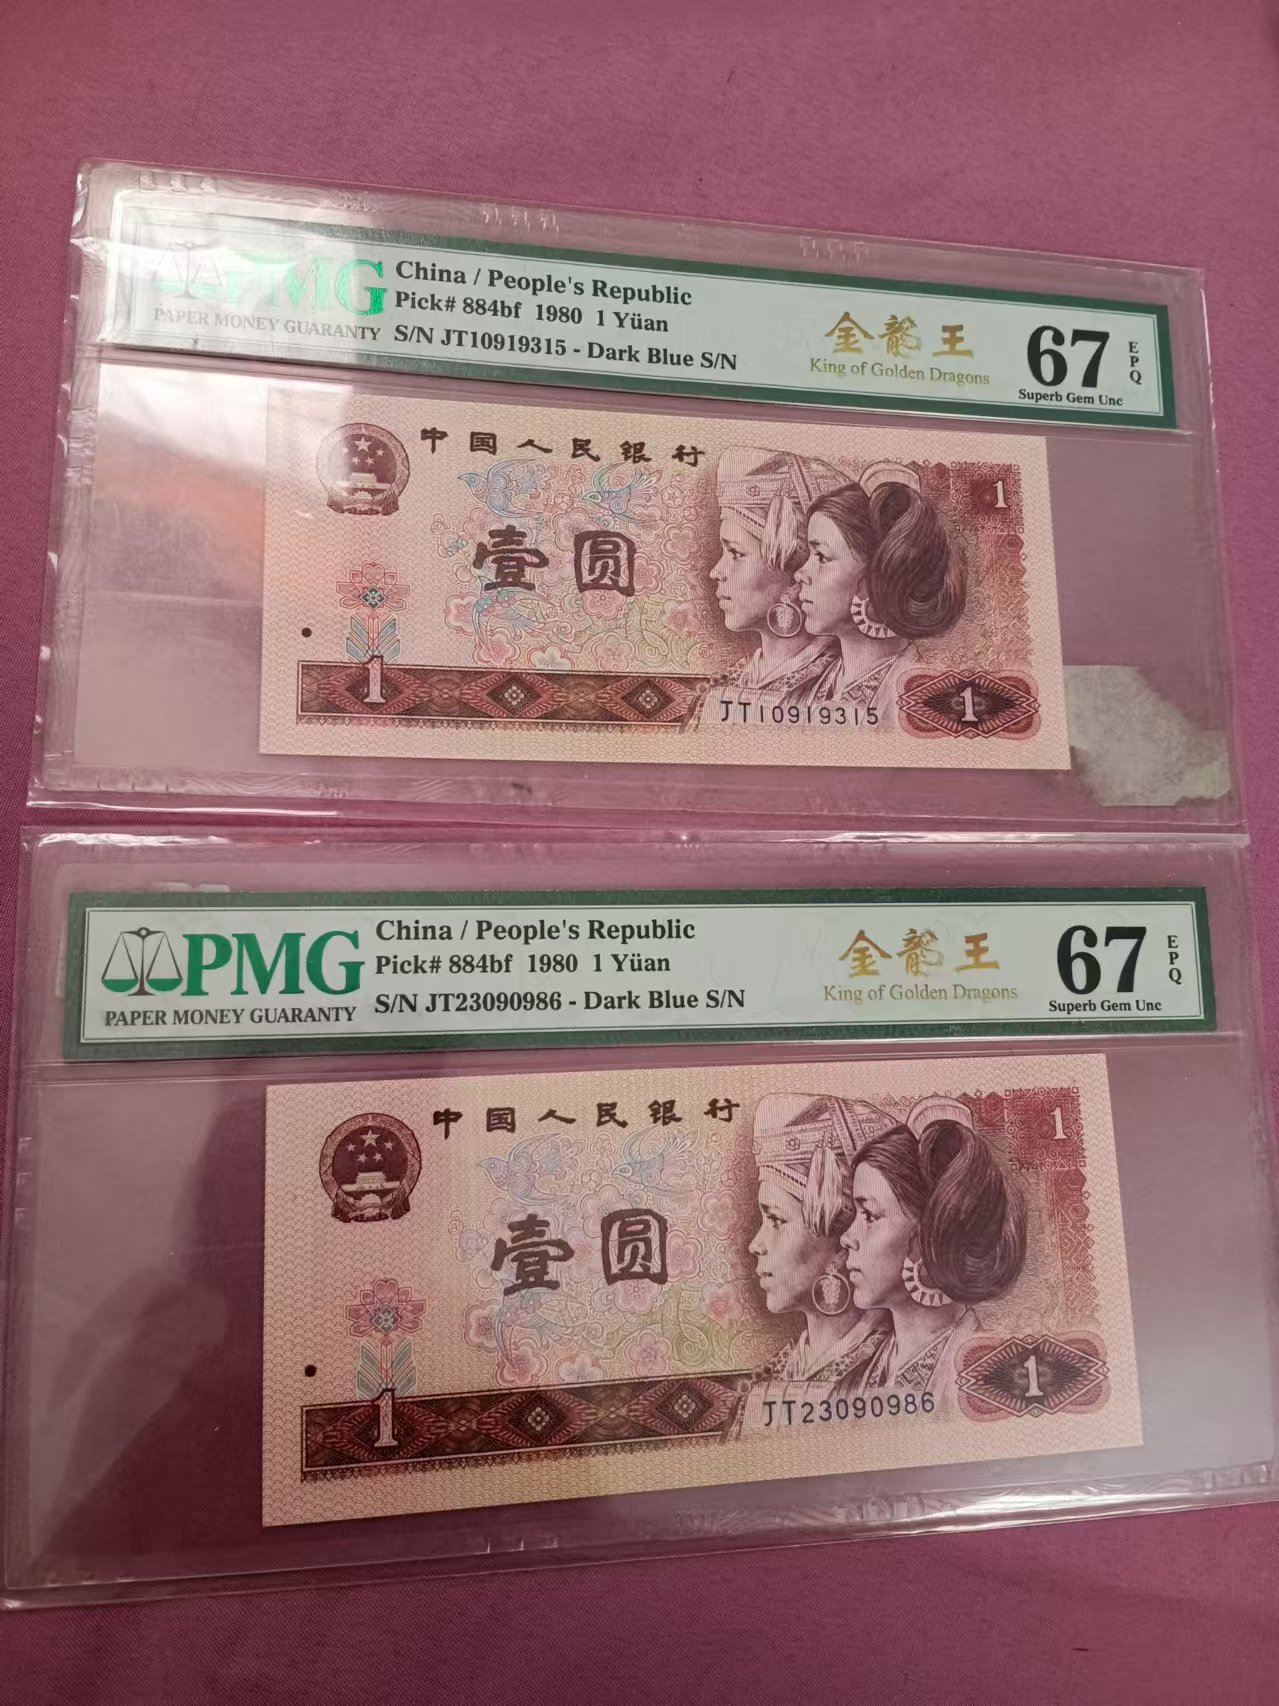 PMG
PAPER MONEY GUARANTY
China / People's Republic
Pick# 884bf 1980 1 Yüan
S/N JT10919315 - Dark Blue S/N
金龍王
King of Golden Dragons
67
EPQ
Superb Gem Unc
中国人民银行
1
壹圆
1
JT10919315
1
PMG
PAPER MONEY GUARANTY
China / People's Republic
Pick# 884bf 1980 1 Yüan
S/N JT23090986 - Dark Blue S/N
金龍王
King of Golden Dragons
67
EPQ
Superb Gem Unc
中国人民银行
1
壹圆
1
JT23090986
1